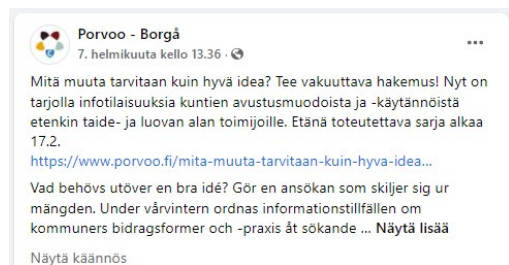 Porvoo - Borgå
7. helmikuuta kello 13.36 ·
Mitä muuta tarvitaan kuin hyvä idea? Tee vakuuttava hakemus! Nyt on
tarjolla infotilaisuuksia kuntien avustusmuodoista ja -käytännöistä
etenkin taide- ja luovan alan toimijoille. Etänä toteutettava sarja alkaa
17.2.
https://www.porvoo.fi/mita-muuta-tarvitaan-kuin-hyva-idea...
Vad behövs utöver en bra idé? Gör en ansökan som skiljer sig ur
mängden. Under vårvintern ordnas informationstillfällen om
kommuners bidragsformer och -praxis åt sökande ... Näytä lisää
Näytä käännös